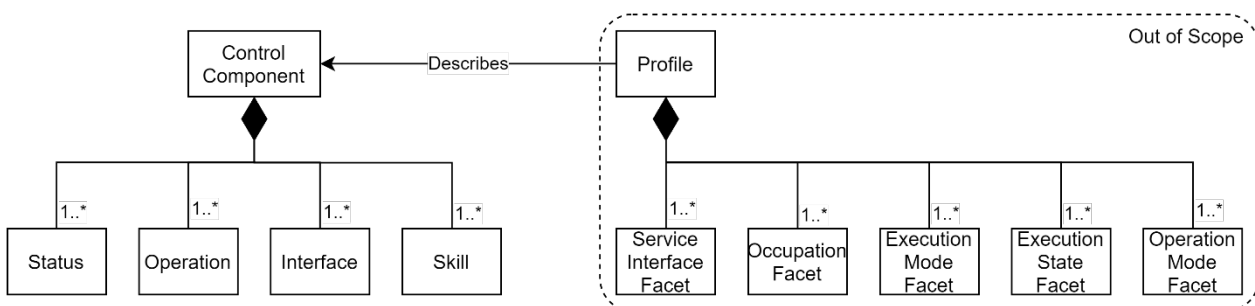 Out of Scope
Control
Component
Describes
Profile
1..*
1..*
1..*
1..*
1..*
1..*
1..*
1..*
1..*
Status
Operation
Interface
Skill
Service
Interface
Facet
Occupation
Facet
Execution
Mode
Facet
Execution
State
Facet
Operation
Mode
Facet